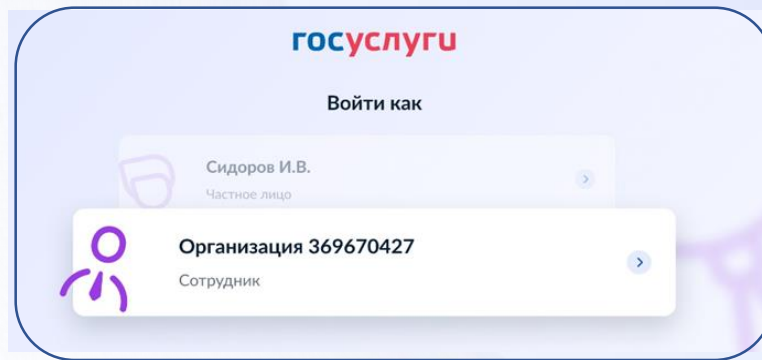 госуслуги
Войти как
Сидоров И.В.
Частное лицо
Организация 369670427
Сотрудник